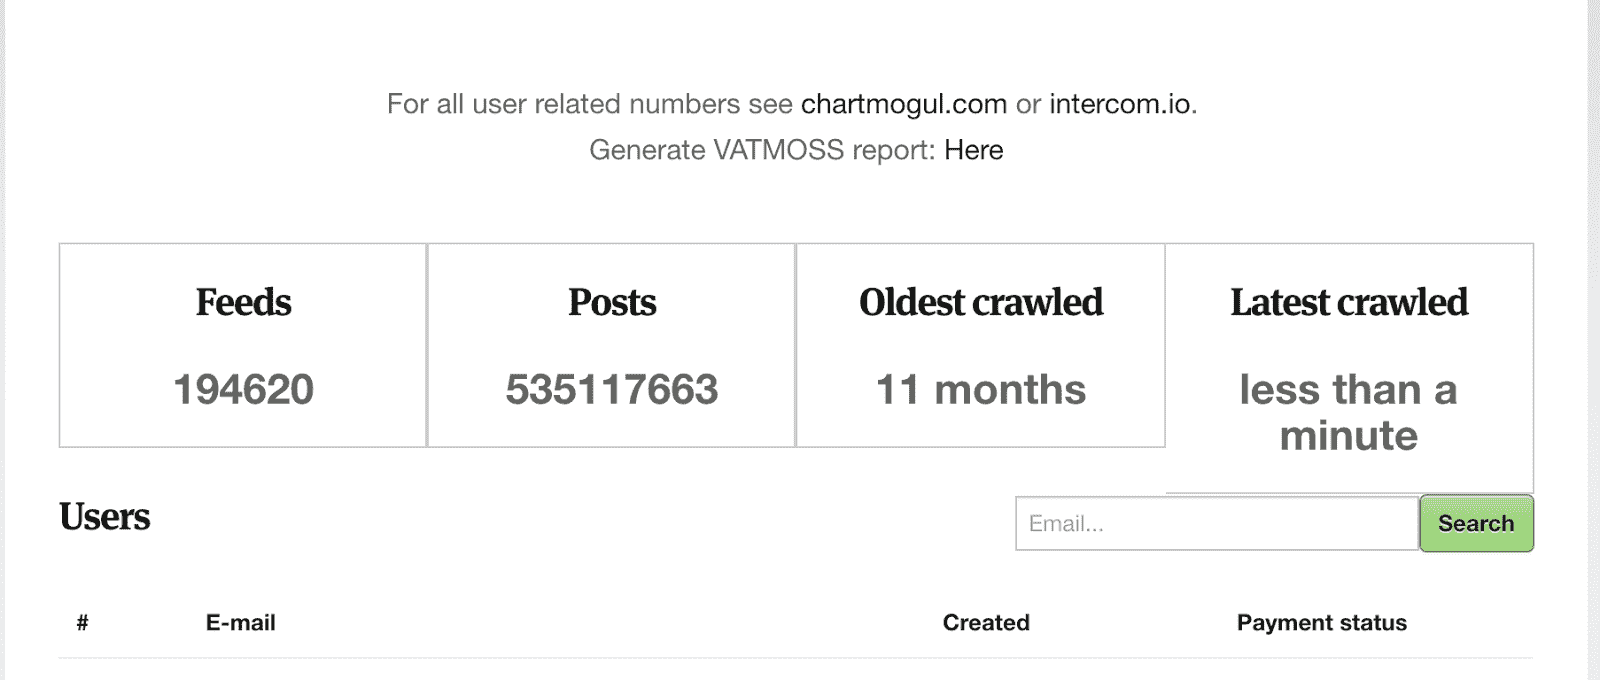 For all user related numbers see chartmogul.com or intercom.io.
Generate VATMOSS report: Here
Feeds
194620
Posts
535117663
Oldest crawled
11 months
Latest crawled
less than a
minute
Users
Email...
Search
# E-mail Created Payment status